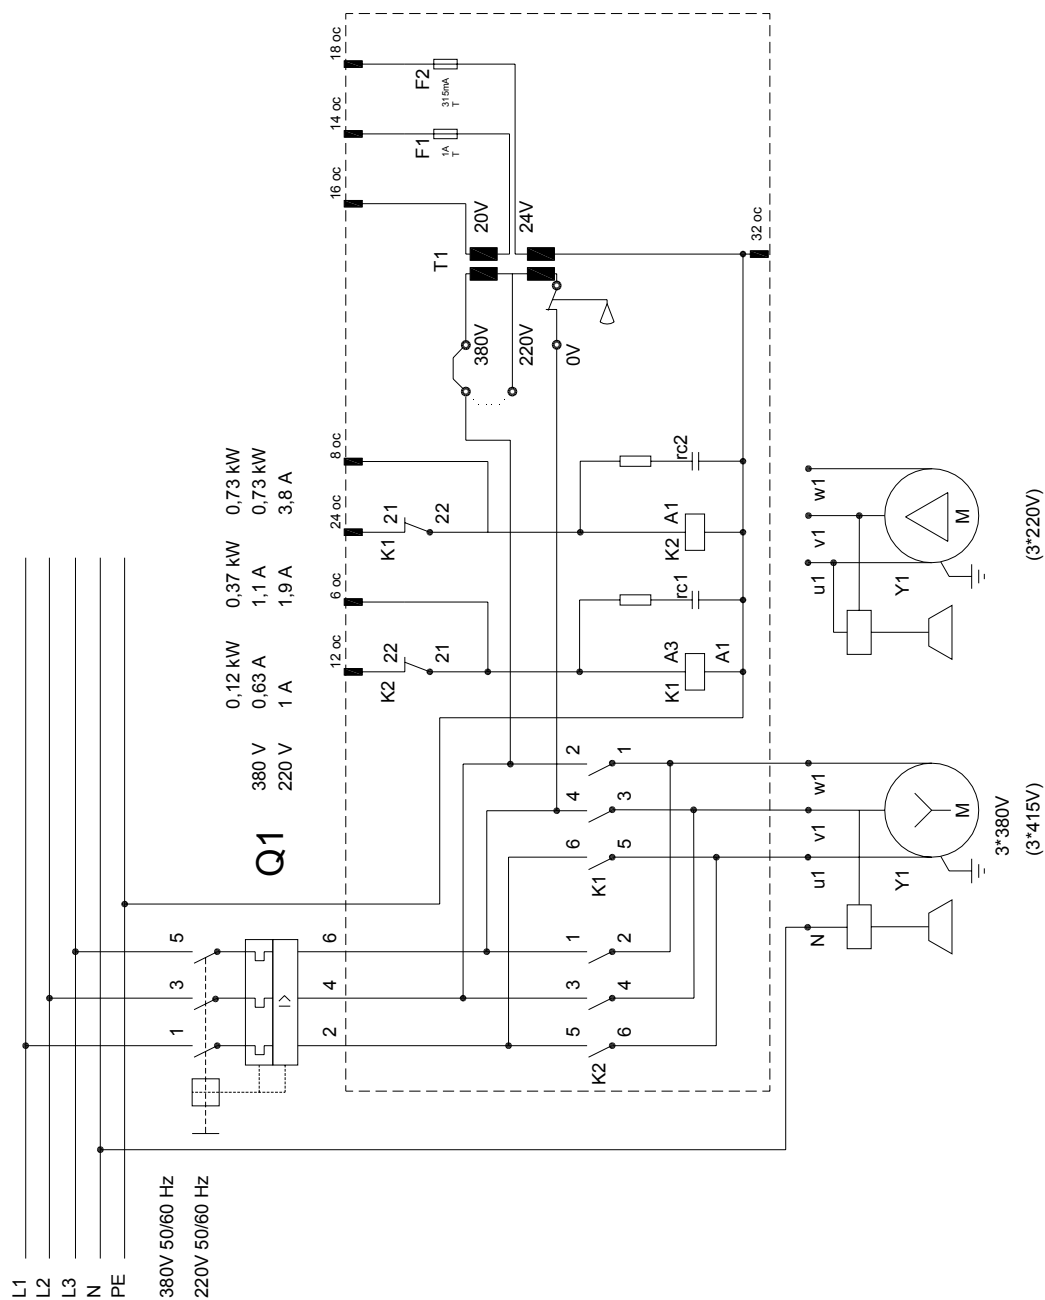 L1
L2
L3
N
PE
380V 50/60 Hz
220V 50/60 Hz
1
3
5
Q1
I>
2
4
6
0,12 kW 0,37 kW 0,73 kW
380 V 0,63 A 1,1 A 0,73 kW
220 V 1 A 1,9 A 3,8 A
12 oc
6 oc
24 oc
8 oc
16 oc
14 oc
18 oc
K2
22
21
K1
21
22
F1
1A
T
F2
315mA
T
T1
20V
24V
380V
220V
0V
K2
5
6
3
4
1
2
K1
6
5
4
3
2
1
K1
A3
A1
rc1
K2
A1
rc2
32 oc
N
u1
v1
w1
Y1
M
3*380V
(3*415V)
u1
v1
w1
Y1
M
(3*220V)